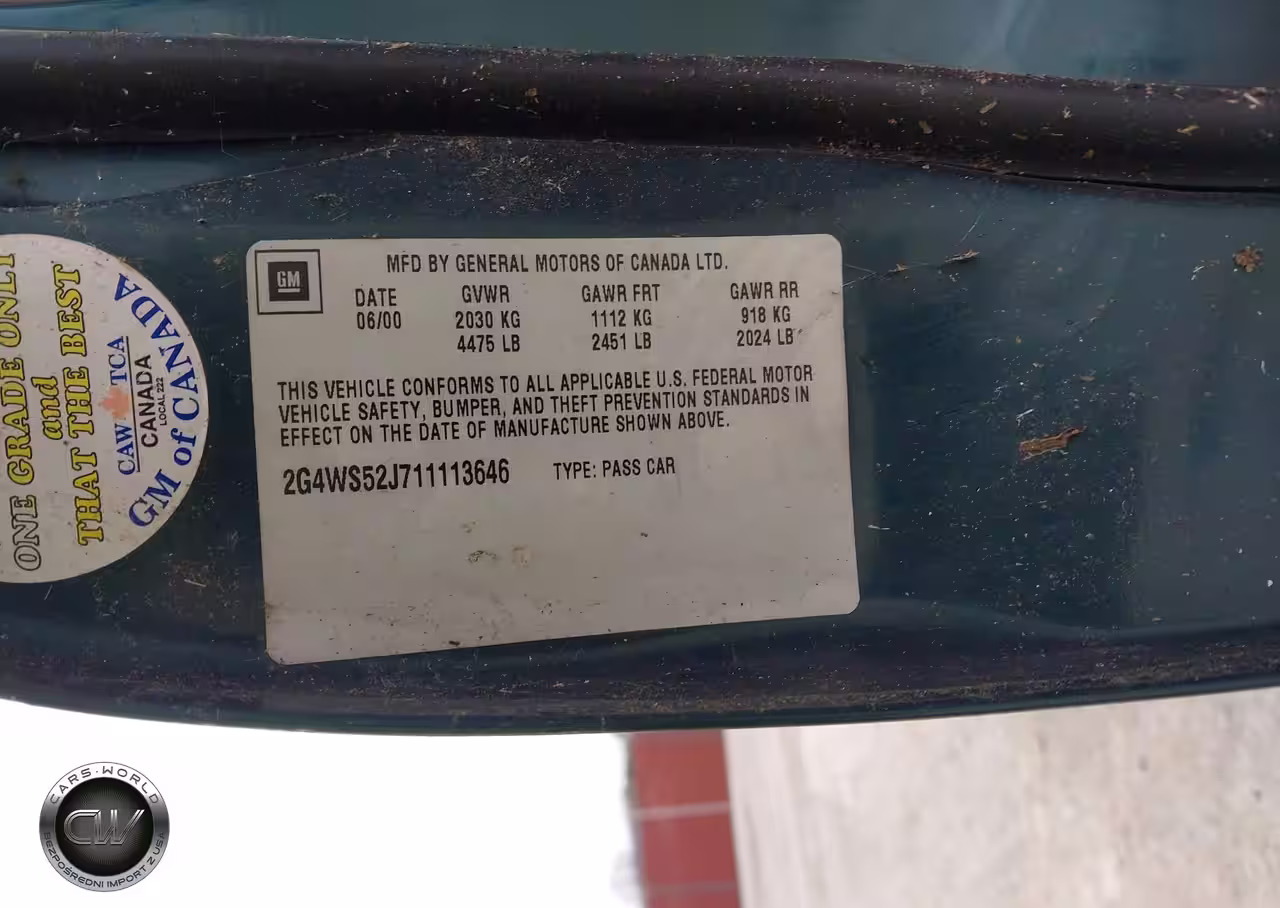 ONE GRADE ONLY
and
THAT THE BEST
CAW TCA
CANADA
LOCAL 222
GM of CANADA
GM
MFD BY GENERAL MOTORS OF CANADA LTD.
DATE GVWR GAWR FRT GAWR RR
06/00 2030 KG 1112 KG 918 KG
4475 LB 2451 LB 2024 LB
THIS VEHICLE CONFORMS TO ALL APPLICABLE U.S. FEDERAL MOTOR
VEHICLE SAFETY, BUMPER, AND THEFT PREVENTION STANDARDS IN
EFFECT ON THE DATE OF MANUFACTURE SHOWN ABOVE.
2G4WS52J711113646 TYPE: PASS CAR
CARS·WORLD
CW
BEZPOŚREDNI IMPORT Z USA